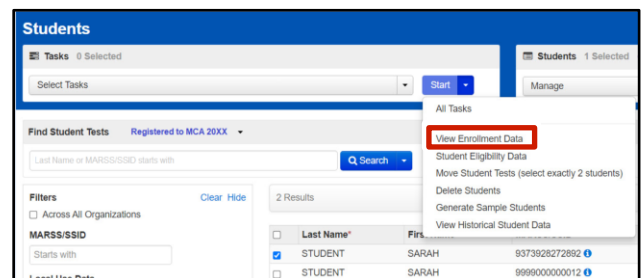 Students
Tasks 0 Selected
Students 1 Selected
Select Tasks
Start
Manage
All Tasks
View Enrollment Data
Student Eligibility Data
Move Student Tests (select exactly 2 students)
Delete Students
Generate Sample Students
View Historical Student Data
Find Student Tests Registered to MCA 20XX
Last Name or MARSS/SSID starts with
Search
Filters Clear Hide
2 Results
Across All Organizations
MARSS/SSID
Starts with
Last Name*
STUDENT SARAH 9373928272892
STUDENT SARAH 9999000000012